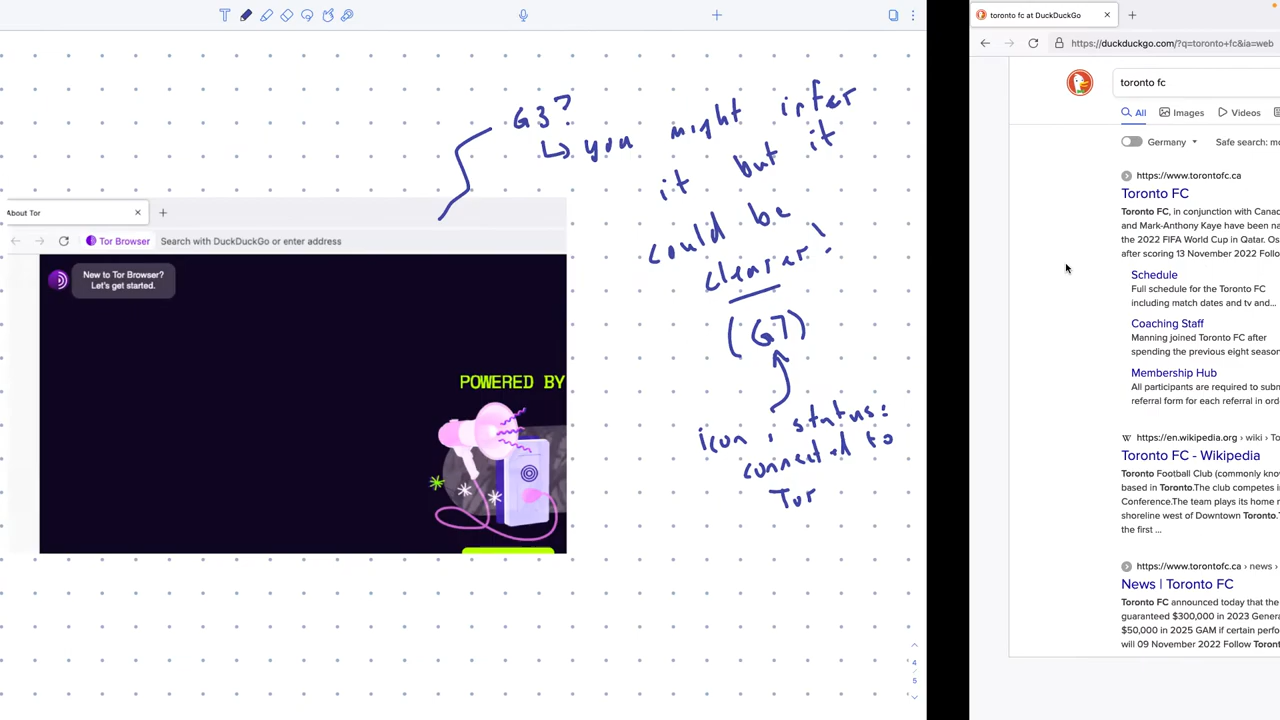 G3?
↳ you might infer
it but it
could be
clearer!
(G7)
icon, status:
connected to
Tor
About Tor
Tor Browser Search with DuckDuckGo or enter address
New to Tor Browser?
Let's get started.
POWERED BY
4
5
toronto fc at DuckDuckGo
https://duckduckgo.com/?q=toronto+fc&ia=web
toronto fc
All Images Videos
Germany Safe search: mo
https://www.torontofc.ca
Toronto FC
Toronto FC, in conjunction with Canad
and Mark-Anthony Kaye have been na
the 2022 FIFA World Cup in Qatar. Os
after scoring 13 November 2022 Follo
Schedule
Full schedule for the Toronto FC
including match dates and tv and...
Coaching Staff
Manning joined Toronto FC after
spending the previous eight season
Membership Hub
All participants are required to subm
referral form for each referral in orde
https://en.wikipedia.org › wiki › To
Toronto FC - Wikipedia
Toronto Football Club (commonly know
based in Toronto.The club competes i
Conference.The team plays its home m
shoreline west of Downtown Toronto.T
the first ...
https://www.torontofc.ca › news ›
News | Toronto FC
Toronto FC announced today that the
guaranteed $300,000 in 2023 Genera
$50,000 in 2025 GAM if certain perfo
will 09 November 2022 Follow Toront